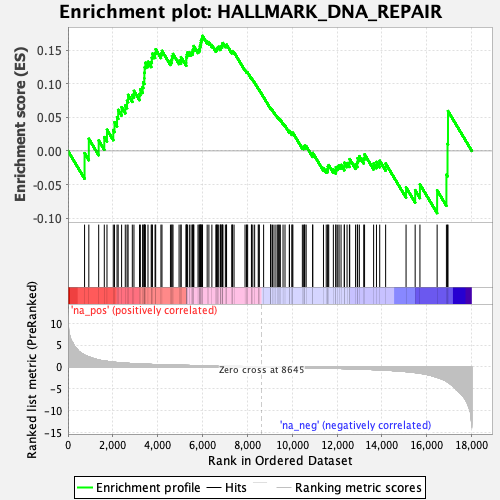 Enrichment plot: HALLMARK_DNA_REPAIR
Enrichment score (ES)
0.15
0.10
0.05
0.00
-0.05
-0.10
'na_pos' (positively correlated)
Ranked list metric (PreRanked)
10
5
0
-5
-10
-15
Zero cross at 8645
'na_neg' (negatively correlated)
0
2,000
4,000
6,000
8,000
10,000
12,000
14,000
16,000
18,000
Rank in Ordered Dataset
Enrichment profile
Hits
Ranking metric scores